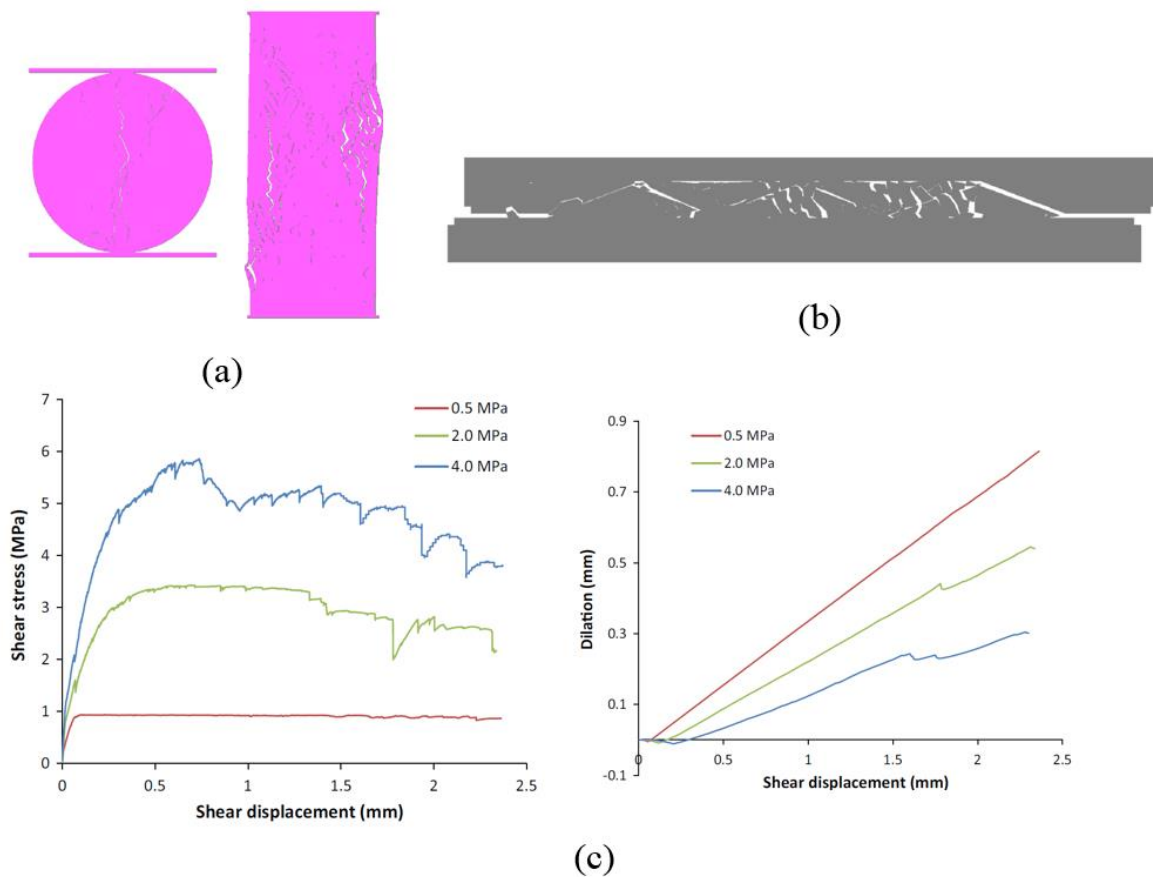 (a)
(b)
7
6
5
4
3
2
1
0
Shear stress (MPa)
0.5 MPa
2.0 MPa
4.0 MPa
0
0.5
1
1.5
2
2.5
Shear displacement (mm)
0.9
0.7
0.5
0.3
0.1
-0.1
Dilation (mm)
0.5 MPa
2.0 MPa
4.0 MPa
0
0.5
1
1.5
2
2.5
Shear displacement (mm)
(c)